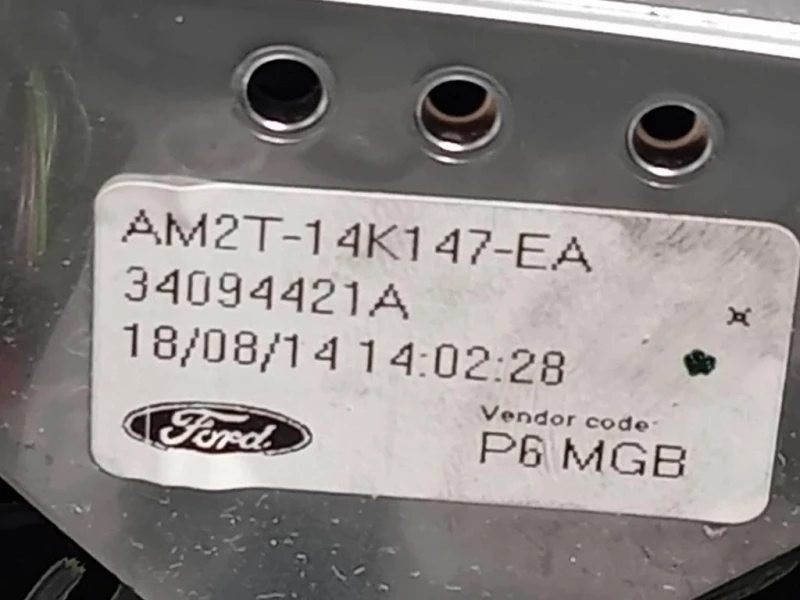 AM2T-14K147-EA
34094421A
18/08/14 14:02:28
Ford
Vendor code:
P6 MGB